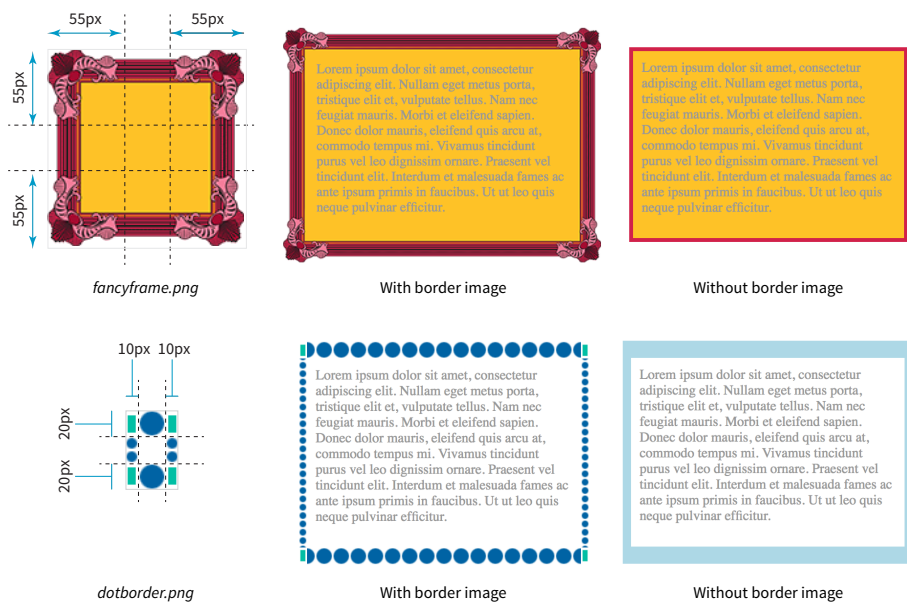 55px
55px
55px
55px
Lorem ipsum dolor sit amet, consectetur
adipiscing elit. Nullam eget metus porta,
tristique elit et, vulputate tellus. Nam nec
feugiat mauris. Morbi et eleifend sapien.
Donec dolor mauris, eleifend quis arcu at,
commodo tempus mi. Vivamus tincidunt
purus vel leo dignissim ornare. Praesent vel
tincidunt elit. Interdum et malesuada fames ac
ante ipsum primis in faucibus. Ut ut leo quis
neque pulvinar efficitur.
Lorem ipsum dolor sit amet, consectetur
adipiscing elit. Nullam eget metus porta,
tristique elit et, vulputate tellus. Nam nec
feugiat mauris. Morbi et eleifend sapien.
Donec dolor mauris, eleifend quis arcu at,
commodo tempus mi. Vivamus tincidunt
purus vel leo dignissim ornare. Praesent vel
tincidunt elit. Interdum et malesuada fames ac
ante ipsum primis in faucibus. Ut ut leo quis
neque pulvinar efficitur.
fancyframe.png
With border image
Without border image
10px
10px
20px
20px
Lorem ipsum dolor sit amet, consectetur
adipiscing elit. Nullam eget metus porta,
tristique elit et, vulputate tellus. Nam nec
feugiat mauris. Morbi et eleifend sapien.
Donec dolor mauris, eleifend quis arcu at,
commodo tempus mi. Vivamus tincidunt
purus vel leo dignissim ornare. Praesent vel
tincidunt elit. Interdum et malesuada fames ac
ante ipsum primis in faucibus. Ut ut leo quis
neque pulvinar efficitur.
Lorem ipsum dolor sit amet, consectetur
adipiscing elit. Nullam eget metus porta,
tristique elit et, vulputate tellus. Nam nec
feugiat mauris. Morbi et eleifend sapien.
Donec dolor mauris, eleifend quis arcu at,
commodo tempus mi. Vivamus tincidunt
purus vel leo dignissim ornare. Praesent vel
tincidunt elit. Interdum et malesuada fames ac
ante ipsum primis in faucibus. Ut ut leo quis
neque pulvinar efficitur.
dotborder.png
With border image
Without border image